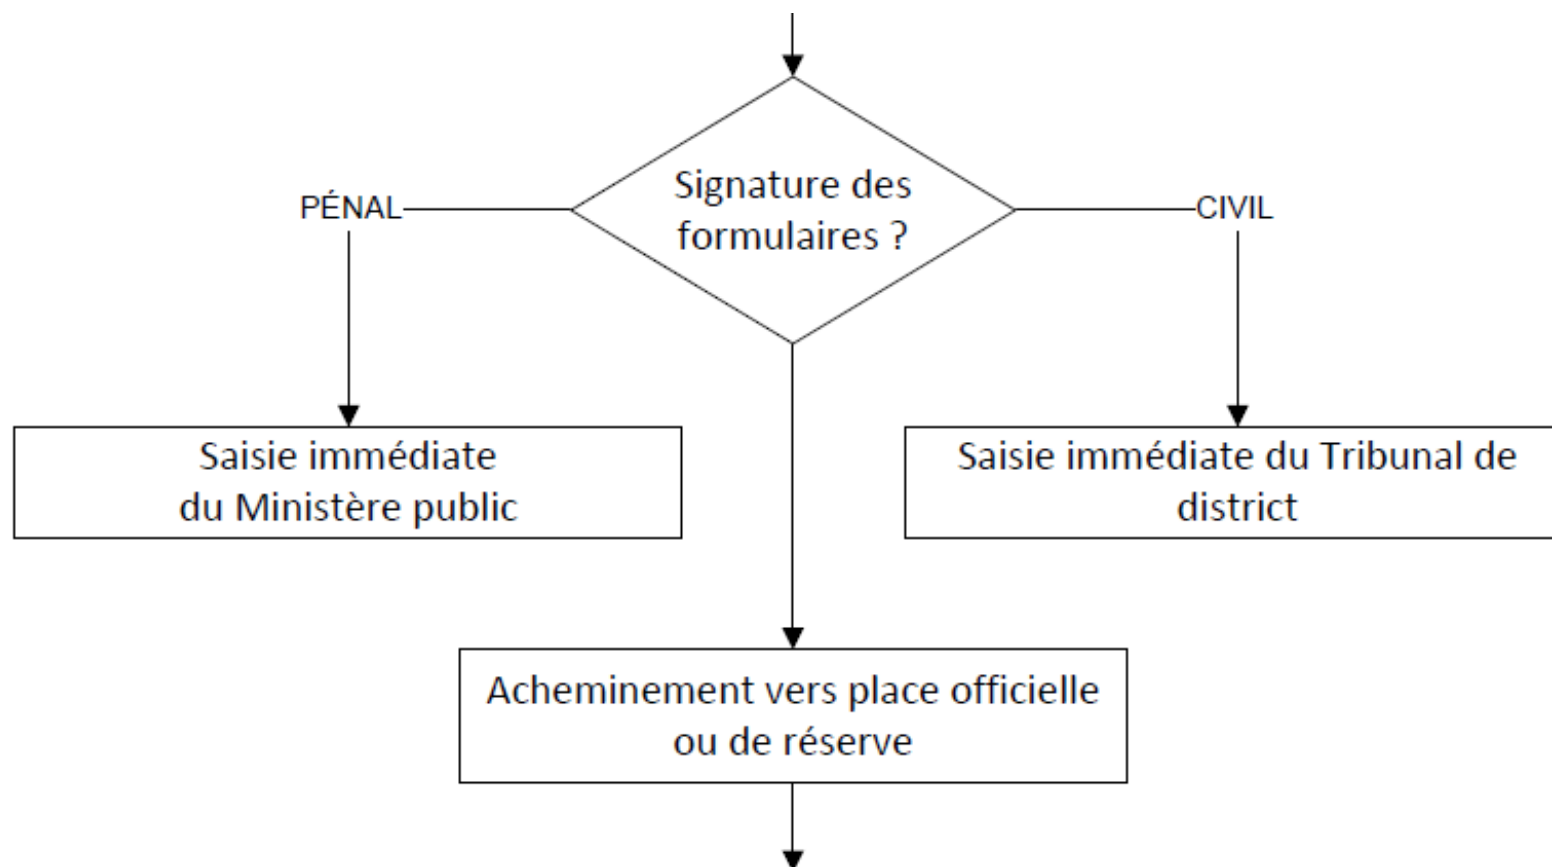 Signature des
formulaires ?
PÉNAL
CIVIL
Saisie immédiate
du Ministère public
Saisie immédiate du Tribunal de
district
Acheminement vers place officielle
ou de réserve